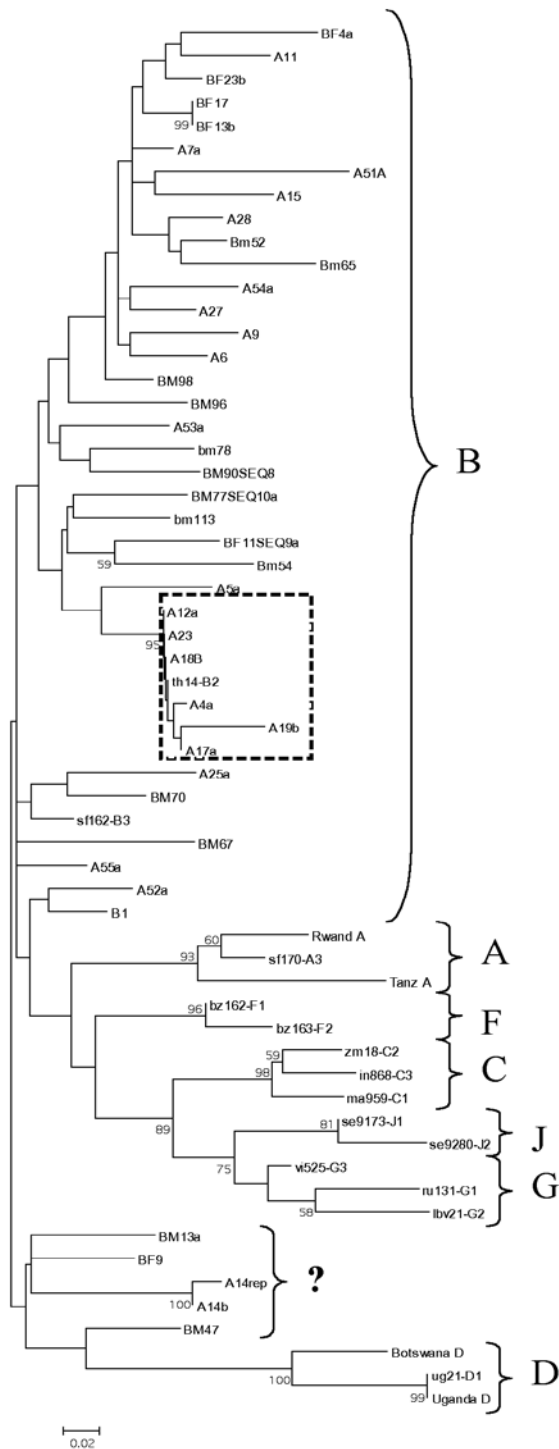 BF4a
A11
BF23b
BF17
99
BF13b
A7a
A51A
A15
A28
Bm52
Bm65
A54a
A27
A9
A6
BM98
BM96
A53a
bm78
BM90SEQ8
BM77SEQ10a
bm113
BF11SEQ9a
59
Bm54
A5a
A12a
A23
95
A18B
th14-B2
A4a
A19b
A17a
A25a
BM70
sf162-B3
BM67
A55a
A52a
B1
B
60
Rwand A
93
sf170-A3
Tanz A
A
96
bz162-F1
bz163-F2
F
59
zm18-C2
in868-C3
98
ma959-C1
C
89
81
se9173-J1
se9280-J2
J
75
vi525-G3
ru131-G1
58
lbv21-G2
G
BM13a
BF9
A14rep
100
A14b
BM47
?
Botswana D
100
ug21-D1
99
Uganda D
D
0.02